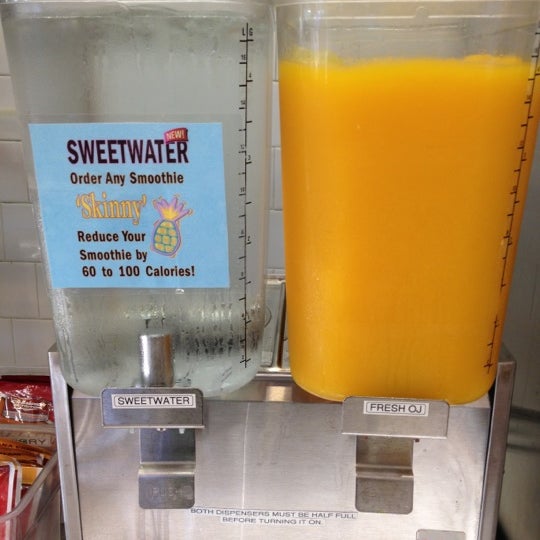 NEW!
SWEETWATER
Order Any Smoothie
'Skinny'
Reduce Your
Smoothie by
60 to 100 Calories!
SWEETWATER
FRESH OJ
PUSH
BOTH DISPENSERS MUST BE HALF FULL
BEFORE TURNING IT ON.